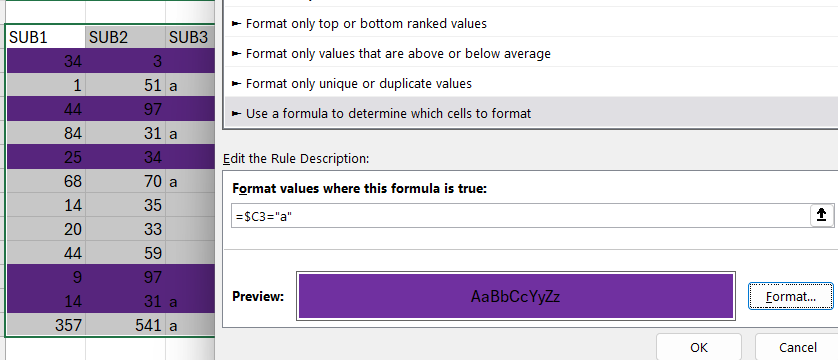 SUB1 SUB2 SUB3
34 3
1 51 a
44 97
84 31 a
25 34
68 70 a
14 35
20 33
44 59
9 97
14 31 a
357 541 a
► Format only top or bottom ranked values
► Format only values that are above or below average
► Format only unique or duplicate values
► Use a formula to determine which cells to format
Edit the Rule Description:
Format values where this formula is true:
=$C3="a"
Preview: AaBbCcYyZz Format...
OK Cancel